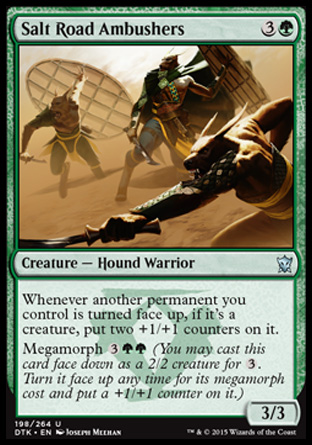 Salt Road Ambushers 3
Creature — Hound Warrior
Whenever another permanent you
control is turned face up, if it's a
creature, put two +1/+1 counters on it.
Megamorph 3 (You may cast this
card face down as a 2/2 creature for 3.
Turn it face up any time for its megamorph
cost and put a +1/+1 counter on it.)
3/3
198/264 U
DTK • EN Joseph Meehan
™ & © 2015 Wizards of the Coast